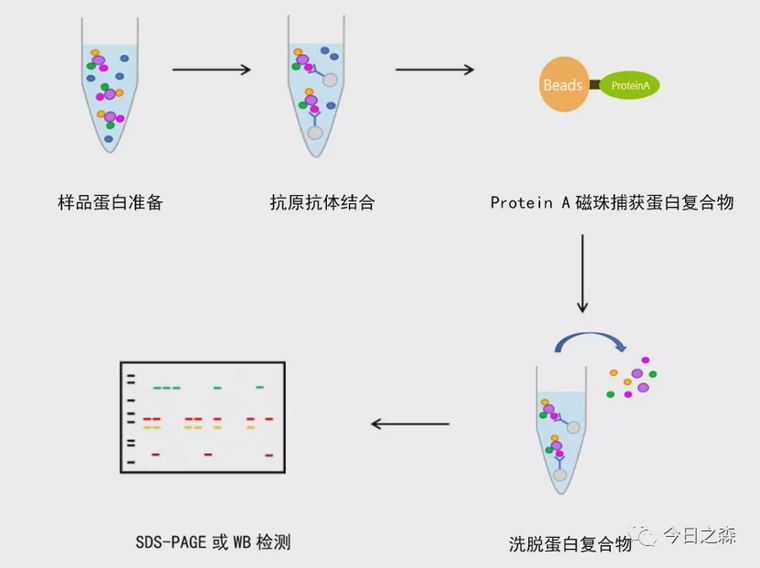 样品蛋白准备
抗原抗体结合
Beads
ProteinA
Protein A 磁珠捕获蛋白复合物
SDS-PAGE 或 WB 检测
洗脱蛋白复合物
今日之森